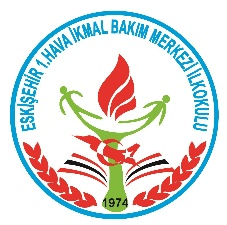 ESKİŞEHİR 1.HAVA İKMAL BAKIM MERKEZİ İLKOKULU
1974